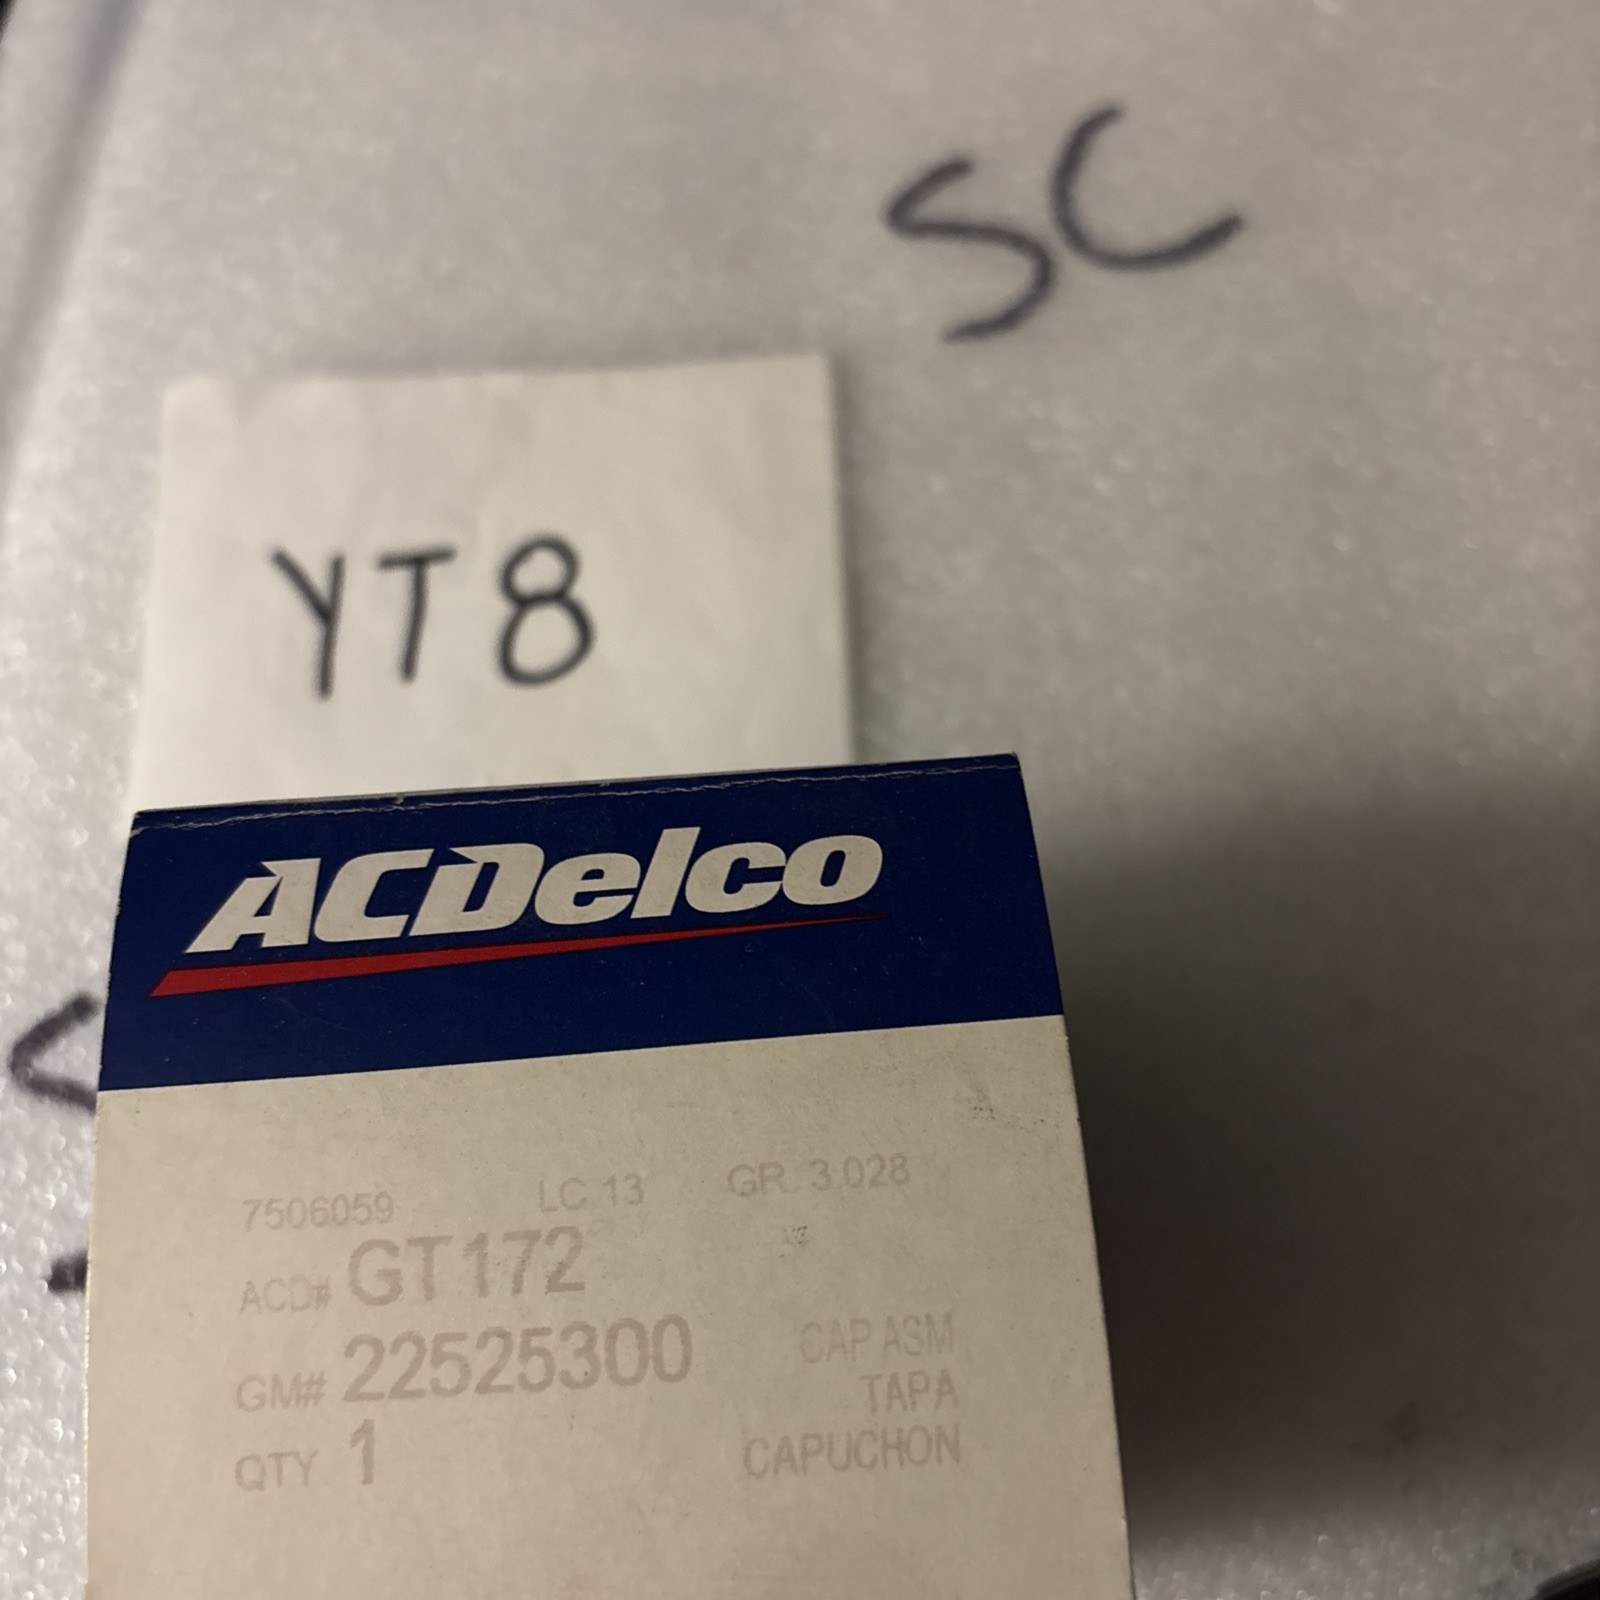 SC
YT8
ACDelco
7506059 LC 13 GR. 3.028
ACD# GT172
GM# 22525300 CAP ASM
TAPA
QTY 1 CAPUCHON